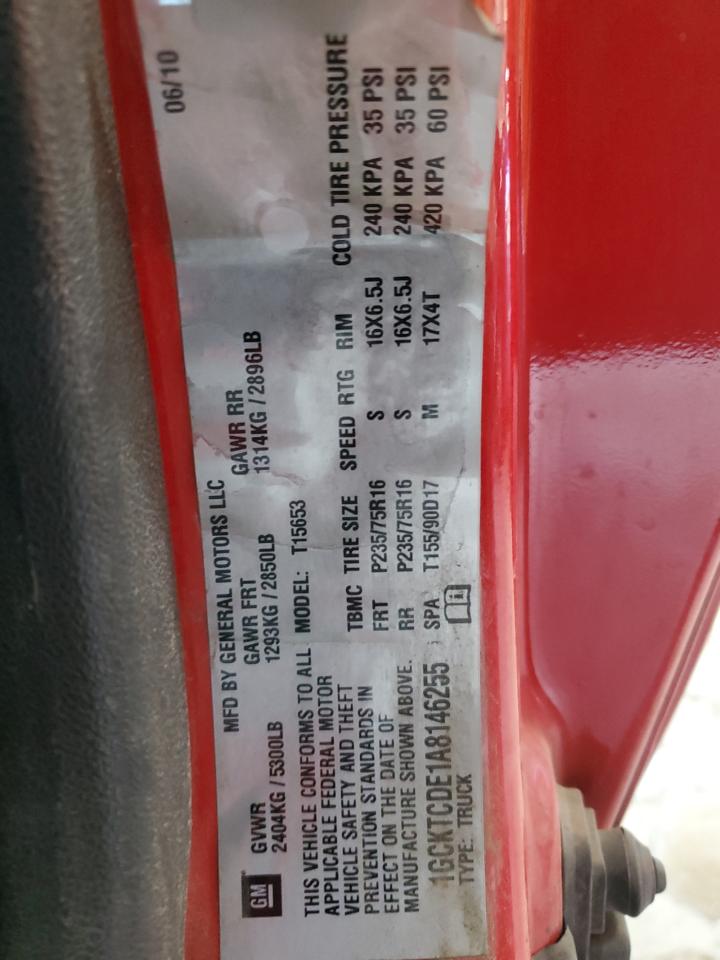 06/10
MFD BY GENERAL MOTORS LLC
GM
GVWR GAWR FRT GAWR RR
2404KG / 5300LB 1293KG / 2850LB 1314KG / 2896LB
THIS VEHICLE CONFORMS TO ALL
APPLICABLE FEDERAL MOTOR
VEHICLE SAFETY AND THEFT
PREVENTION STANDARDS IN
EFFECT ON THE DATE OF
MANUFACTURE SHOWN ABOVE.
1GCKTCDE1A8146255
TYPE: TRUCK
MODEL: T15653
TBMC TIRE SIZE SPEED RTG RIM COLD TIRE PRESSURE
FRT P235/75R16 S 16X6.5J 240 KPA 35 PSI
RR P235/75R16 S 16X6.5J 240 KPA 35 PSI
SPA T155/90D17 M 17X4T 420 KPA 60 PSI